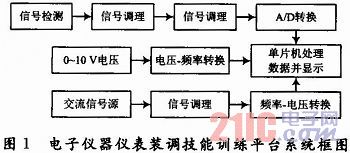 信号检测
信号调理
信号调理
A/D转换
0~10 V电压
电压-频率转换
单片机处理
数据并显示
交流信号源
信号调理
频率-电压转换
图 1 电子仪器仪表装调技能训练平台系统框图